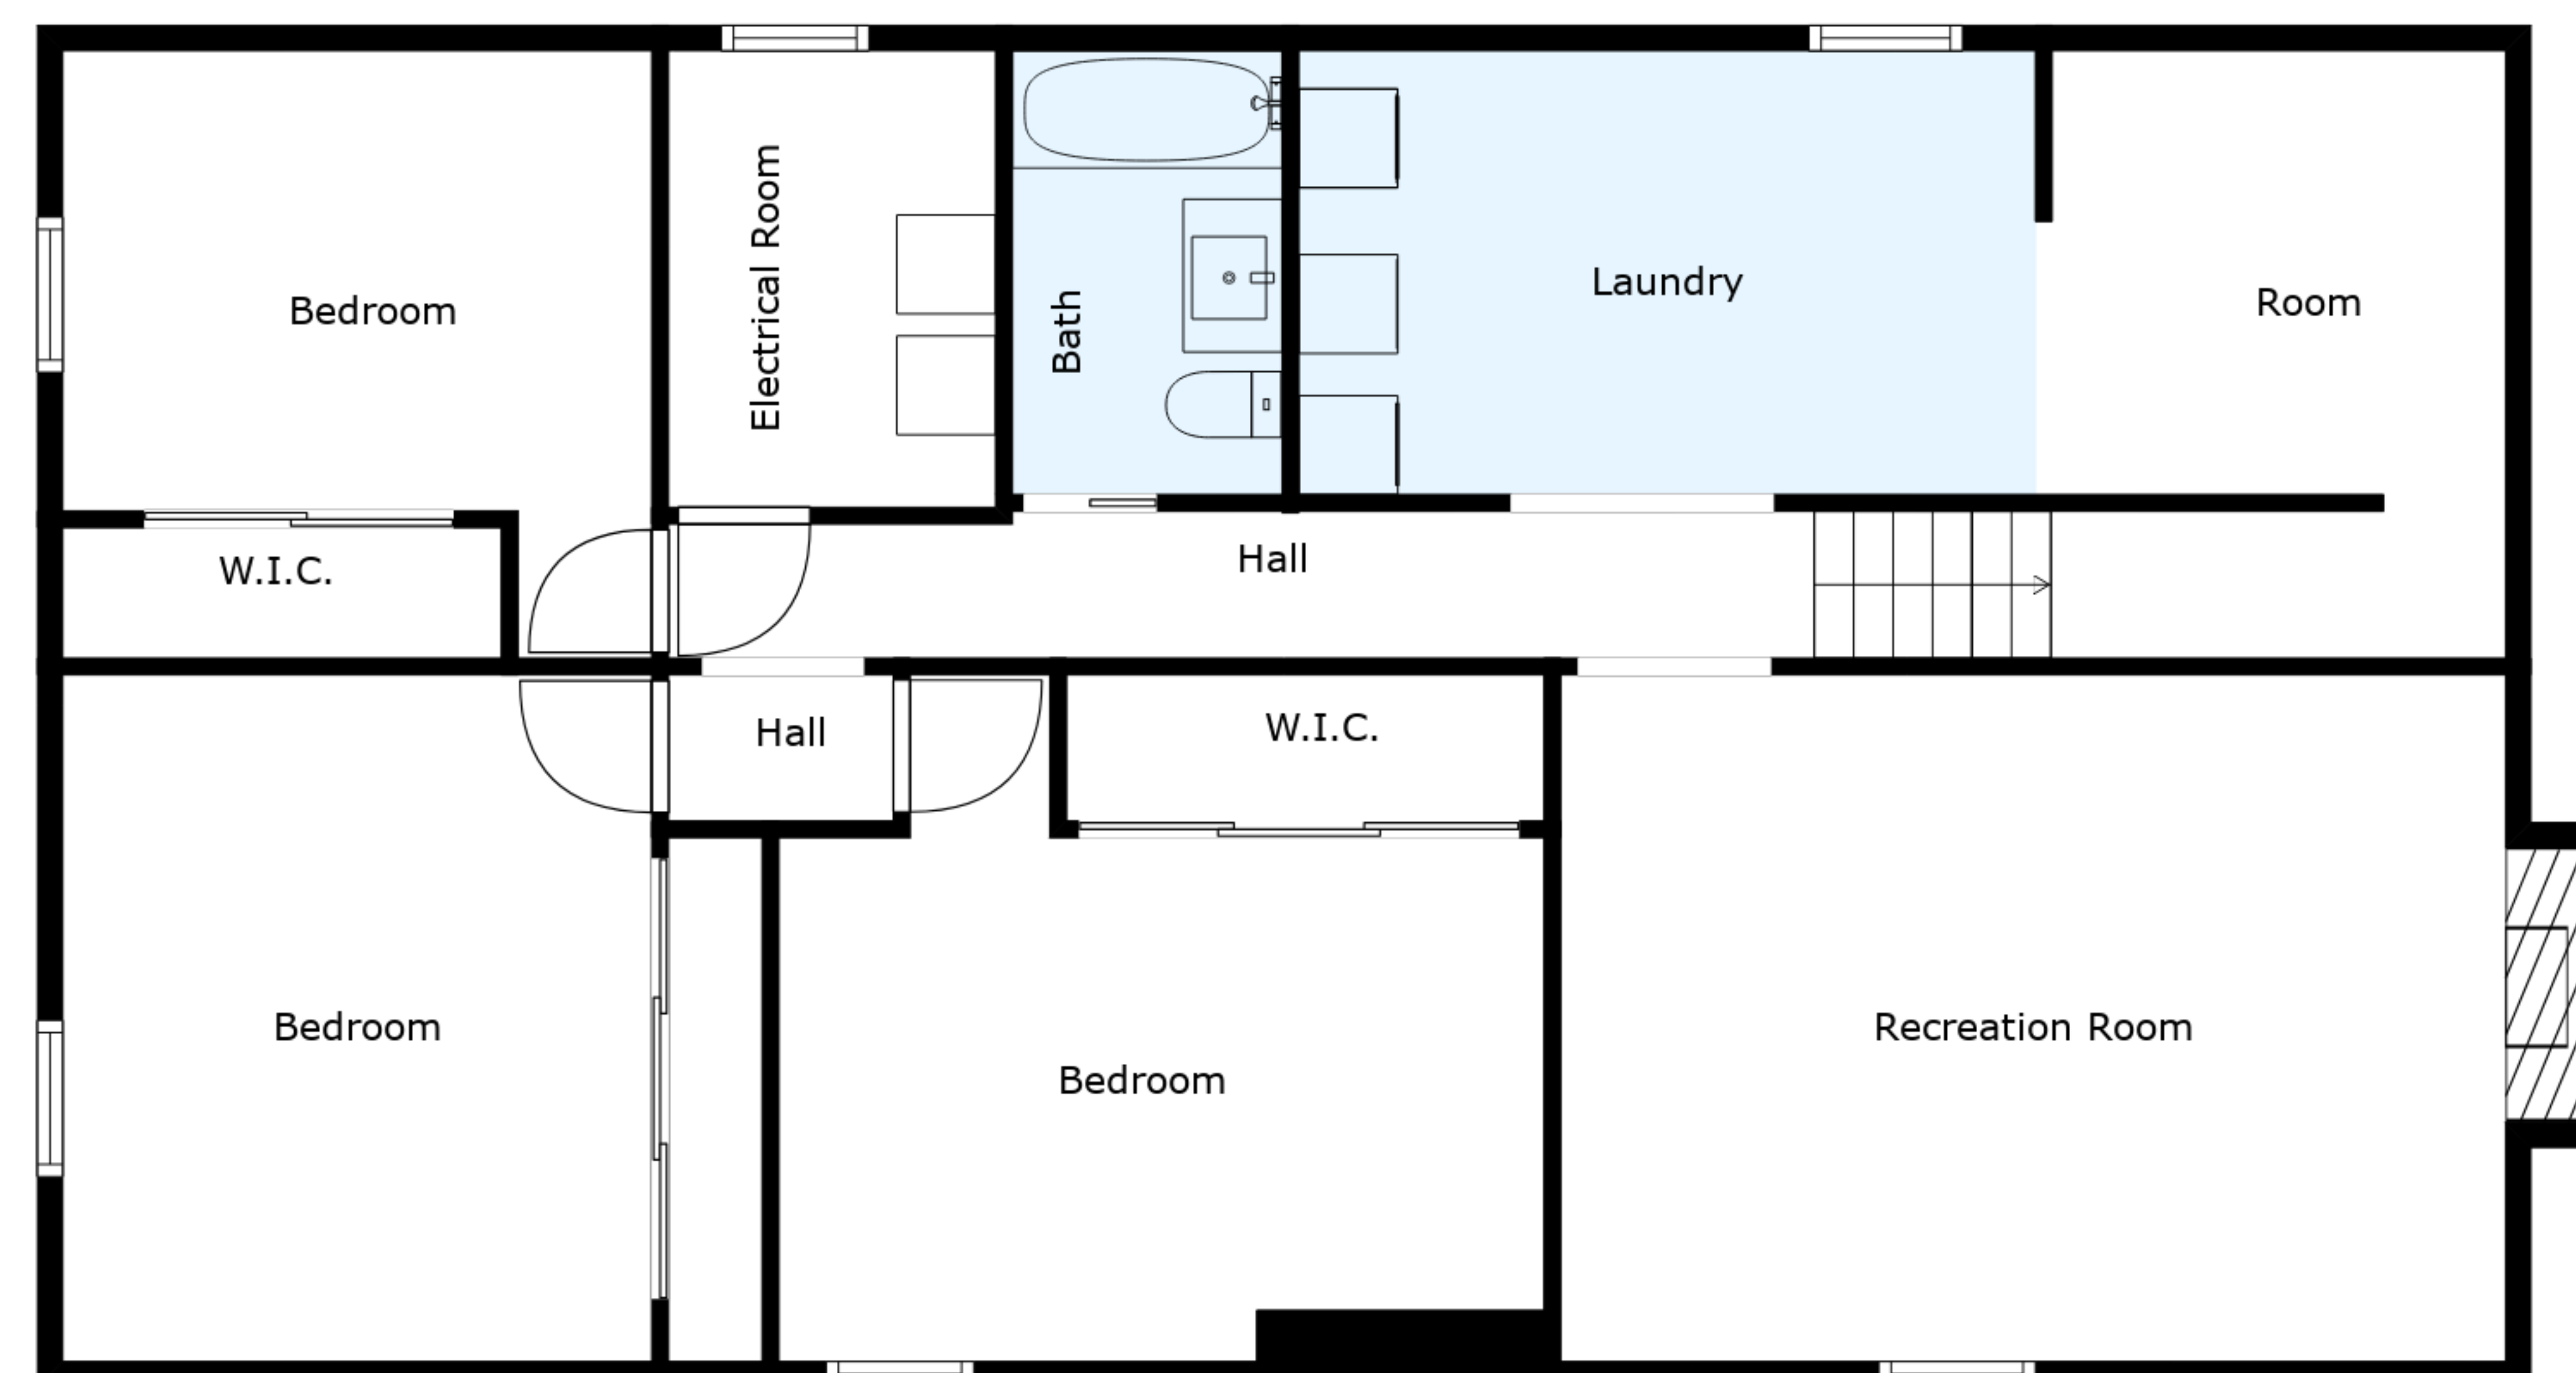 Electrical Room
Bath
Laundry
Room
Bedroom
W.I.C.
Hall
Hall
W.I.C.
Bedroom
Bedroom
Recreation Room